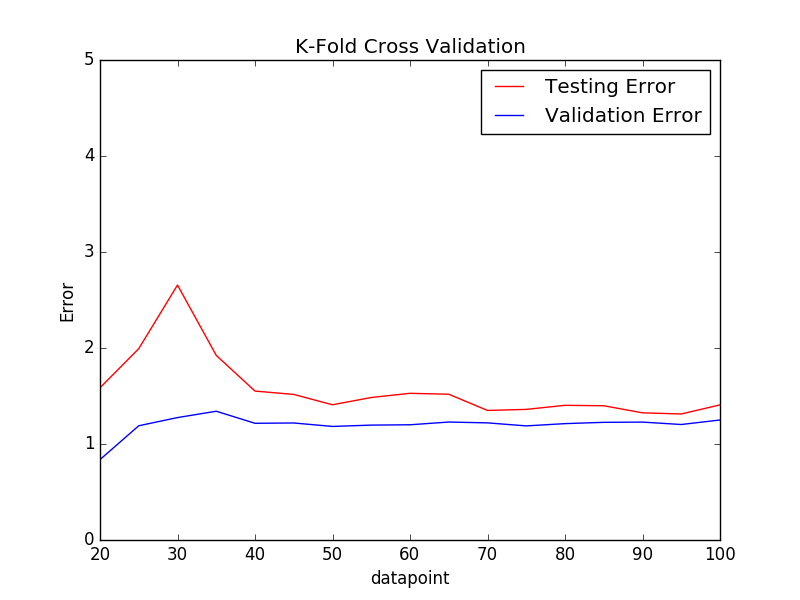 K-Fold Cross Validation
5
Testing Error
Validation Error
4
3
Error
2
1
0
20 30 40 50 60 70 80 90 100
datapoint